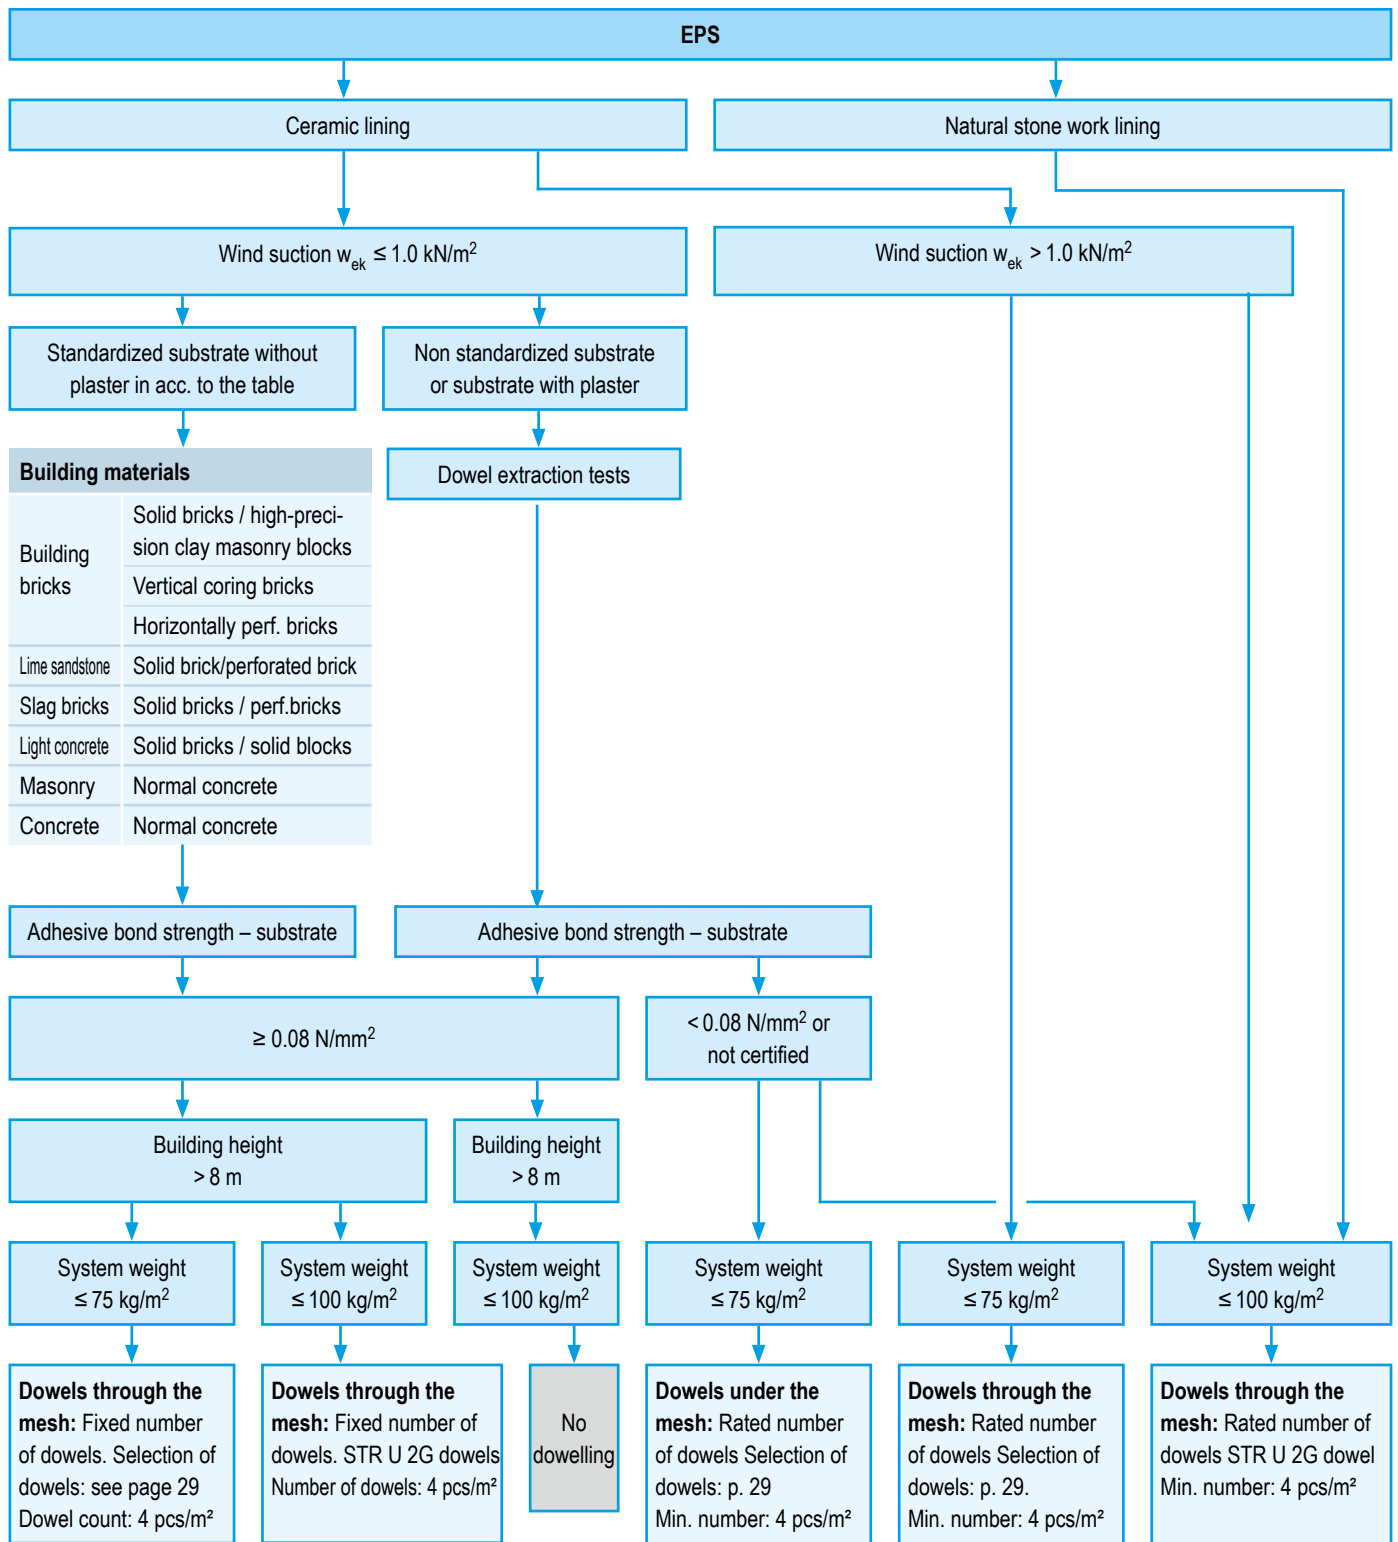 EPS
Ceramic lining
Natural stone work lining
Wind suction wek ≤ 1.0 kN/m2
Wind suction wek > 1.0 kN/m2
Standardized substrate without
plaster in acc. to the table
Non standardized substrate
or substrate with plaster
Building materials
Building
bricks
Solid bricks / high-preci-
sion clay masonry blocks
Vertical coring bricks
Horizontally perf. bricks
Lime sandstone Solid brick/perforated brick
Slag bricks Solid bricks / perf.bricks
Light concrete Solid bricks / solid blocks
Masonry Normal concrete
Concrete Normal concrete
Dowel extraction tests
Adhesive bond strength – substrate
Adhesive bond strength – substrate
≥ 0.08 N/mm2
< 0.08 N/mm2 or
not certified
Building height
> 8 m
Building height
> 8 m
System weight
≤ 75 kg/m2
System weight
≤ 100 kg/m2
System weight
≤ 100 kg/m2
System weight
≤ 75 kg/m2
System weight
≤ 75 kg/m2
System weight
≤ 100 kg/m2
Dowels through the
mesh: Fixed number
of dowels. Selection of
dowels: see page 29
Dowel count: 4 pcs/m²
Dowels through the
mesh: Fixed number of
dowels. STR U 2G dowels
Number of dowels: 4 pcs/m²
No
dowelling
Dowels under the
mesh: Rated number
of dowels Selection of
dowels: p. 29
Min. number: 4 pcs/m²
Dowels through the
mesh: Rated number
of dowels Selection of
dowels: p. 29.
Min. number: 4 pcs/m²
Dowels through the
mesh: Rated number of
dowels STR U 2G dowel
Min. number: 4 pcs/m²